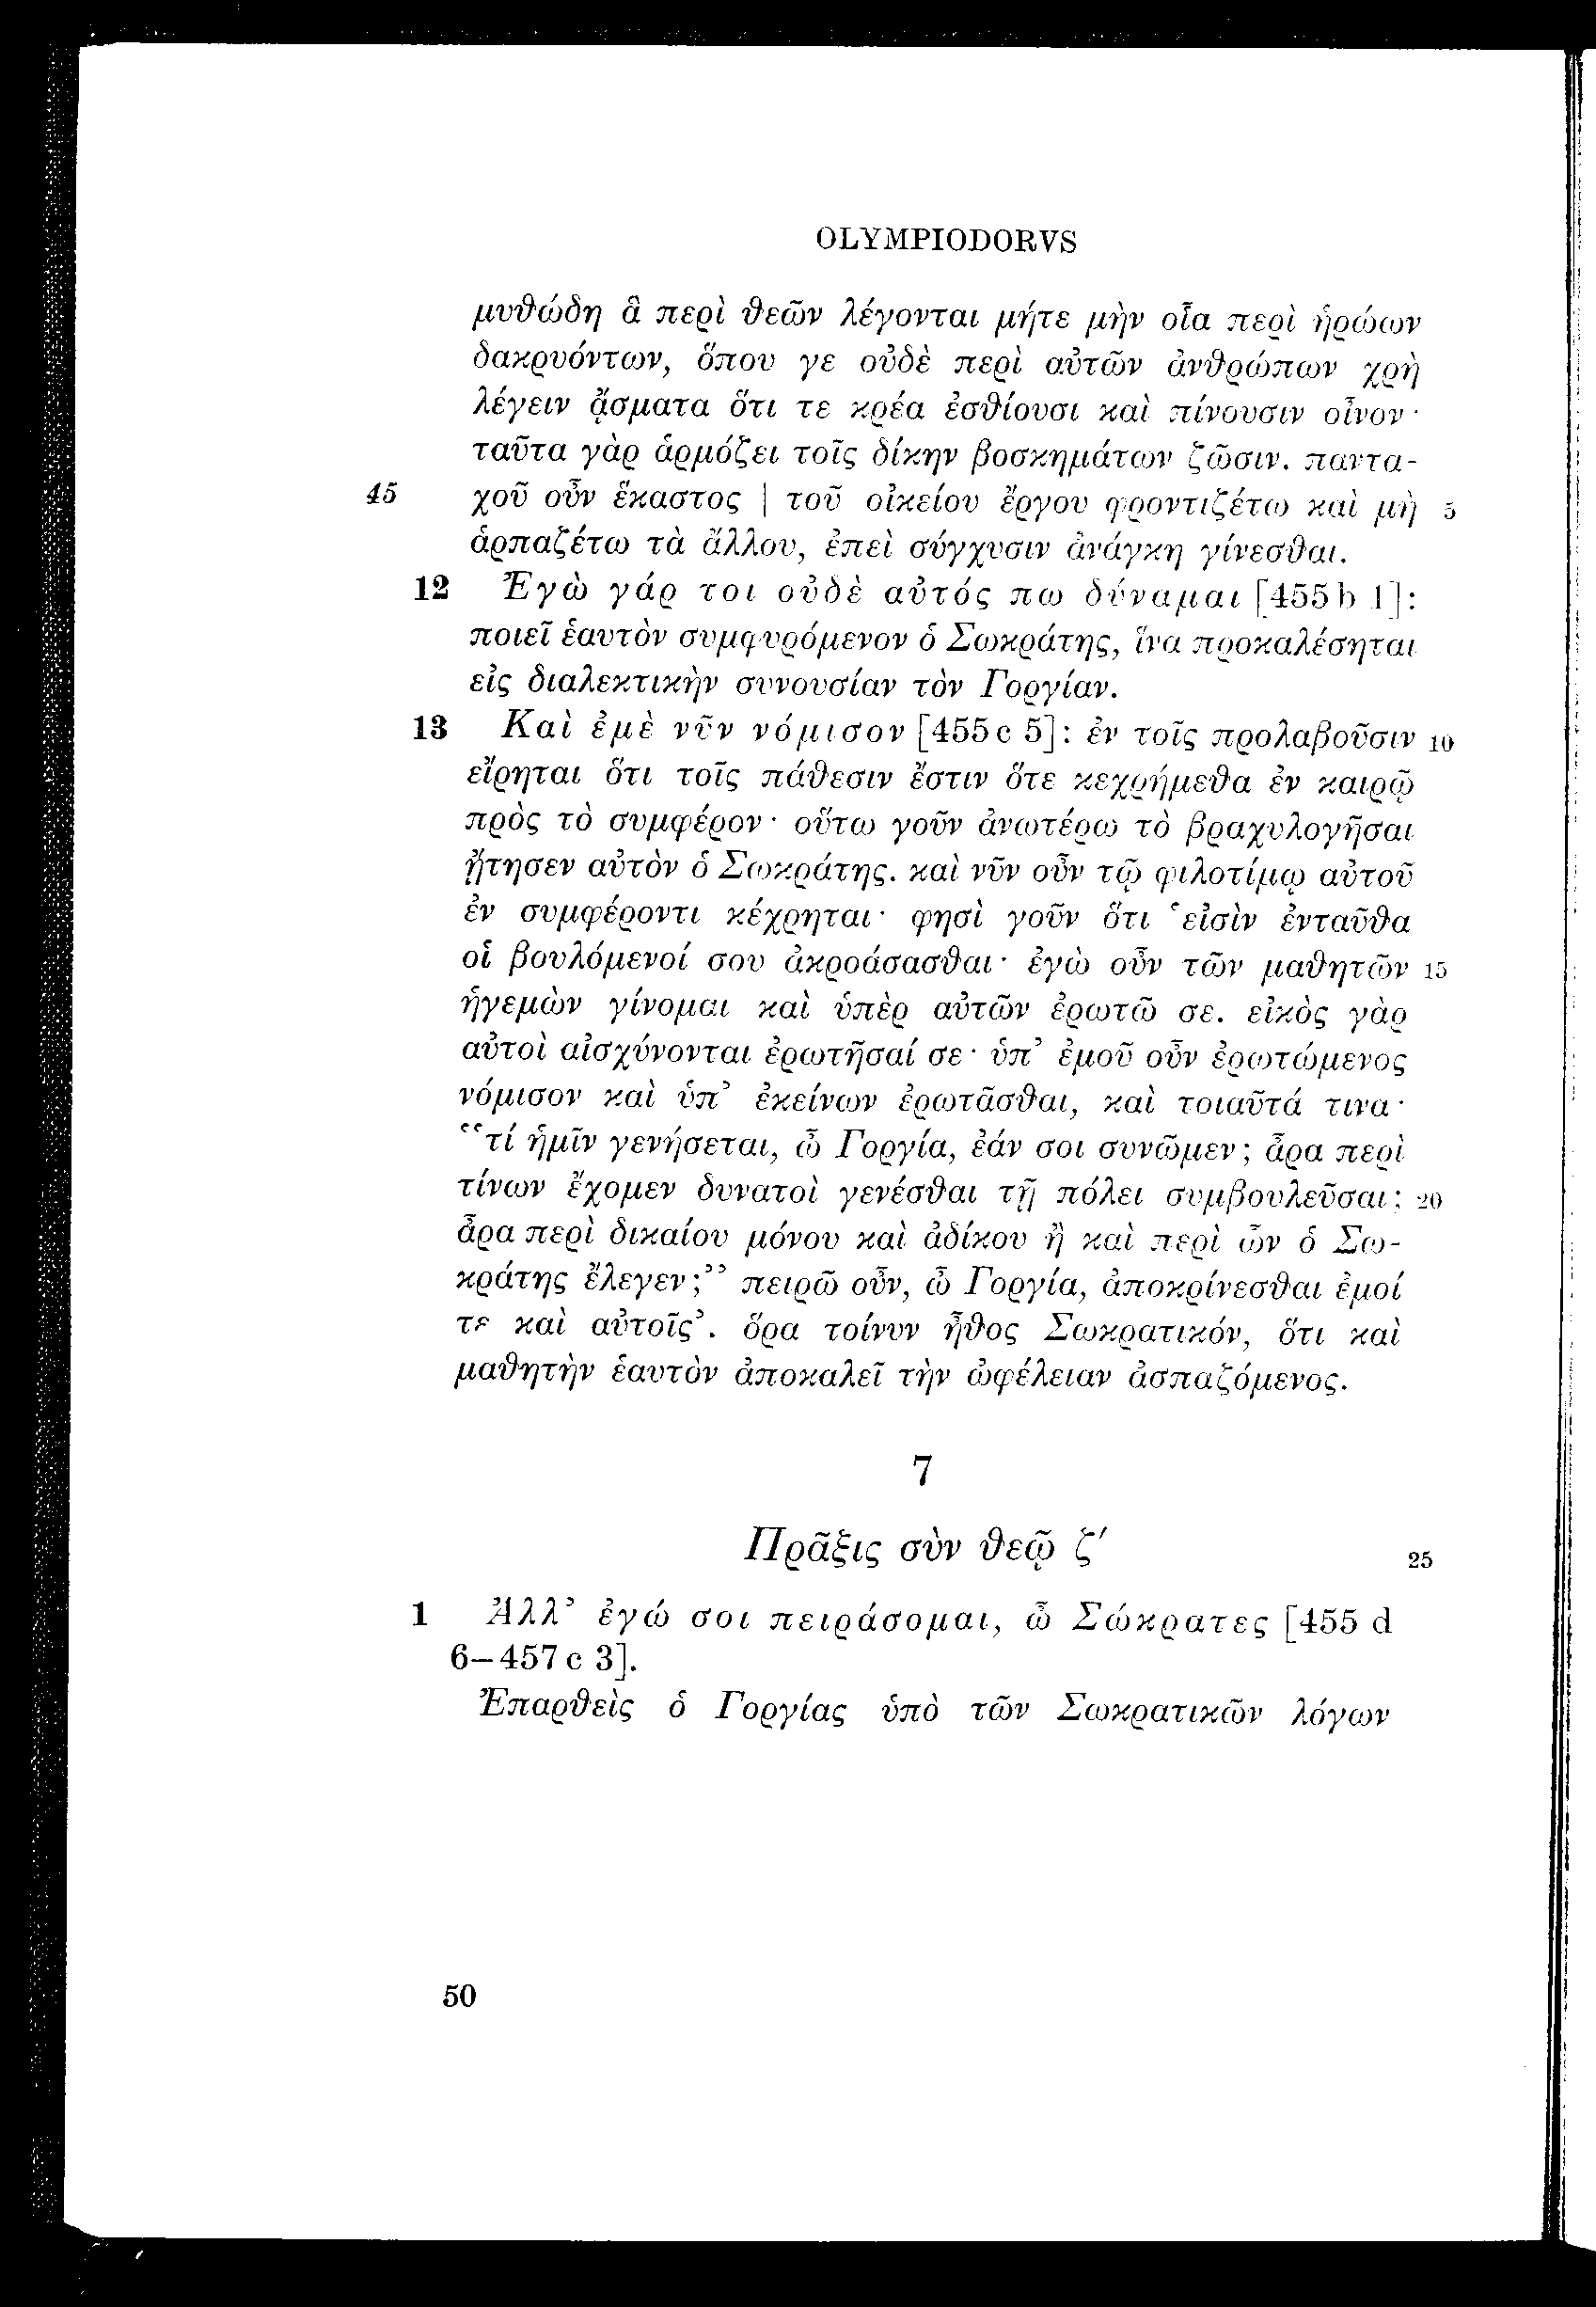 OLYMPIODORVS
μυθώδη ἃ περὶ θεῶν λέγονται μήτε μὴν οἷα περὶ ἡρώων
δακρυόντων, ὅπου γε οὐδὲ περὶ αὐτῶν ἀνθρώπων χρὴ
λέγειν ᾄσματα ὅτι τε κρέα ἐσθίουσι καὶ πίνουσιν οἶνον·
ταῦτα γὰρ ἁρμόζει τοῖς δίκην βοσκημάτων ζῶσιν. παντα-
45 χοῦ οὖν ἕκαστος | τοῦ οἰκείου ἔργου φροντιζέτω καὶ μὴ 5
ἁρπαζέτω τὰ ἄλλου, ἐπεὶ σύγχυσιν ἀνάγκη γίνεσθαι.
12 Ἐγὼ γάρ τοι οὐδὲ αὐτός πω δύναμαι [455b 1]:
ποιεῖ ἑαυτὸν συμφυρόμενον ὁ Σωκράτης, ἵνα προκαλέσηται
εἰς διαλεκτικὴν συνουσίαν τὸν Γοργίαν.
13 Καὶ ἐμὲ νῦν νόμισον [455c 5]: ἐν τοῖς προλαβοῦσιν 10
εἴρηται ὅτι τοῖς πάθεσιν ἔστιν ὅτε κεχρήμεθα ἐν καιρῷ
πρὸς τὸ συμφέρον· οὕτω γοῦν ἀνωτέρω τὸ βραχυλογῆσαι
ᾔτησεν αὐτὸν ὁ Σωκράτης. καὶ νῦν οὖν τῷ φιλοτίμῳ αὐτοῦ
ἐν συμφέροντι κέχρηται· φησὶ γοῦν ὅτι ‘εἰσὶν ἐνταῦθα
οἱ βουλόμενοί σου ἀκροάσασθαι· ἐγὼ οὖν τῶν μαθητῶν 15
ἡγεμὼν γίνομαι καὶ ὑπὲρ αὐτῶν ἐρωτῶ σε. εἰκὸς γὰρ
αὐτοὶ αἰσχύνονται ἐρωτῆσαί σε· ὑπ’ ἐμοῦ οὖν ἐρωτώμενος
νόμισον καὶ ὑπ’ ἐκείνων ἐρωτᾶσθαι, καὶ τοιαῦτά τινα·
“τί ἡμῖν γενήσεται, ὦ Γοργία, ἐάν σοι συνῶμεν; ἆρα περὶ
τίνων ἔχομεν δυνατοὶ γενέσθαι τῇ πόλει συμβουλεῦσαι; 20
ἆρα περὶ δικαίου μόνου καὶ ἀδίκου ἢ καὶ περὶ ὧν ὁ Σω-
κράτης ἔλεγεν;” πειρῶ οὖν, ὦ Γοργία, ἀποκρίνεσθαι ἐμοί
τε καὶ αὐτοῖς’. ὅρα τοίνυν ἦθος Σωκρατικόν, ὅτι καὶ
μαθητὴν ἑαυτὸν ἀποκαλεῖ τὴν ὠφέλειαν ἀσπαζόμενος.
7
Πρᾶξις σὺν θεῷ ζ′ 25
1 Ἀλλ’ ἐγώ σοι πειράσομαι, ὦ Σώκρατες [455 d
6–457 c 3].
Ἐπαρθεὶς ὁ Γοργίας ὑπὸ τῶν Σωκρατικῶν λόγων
50